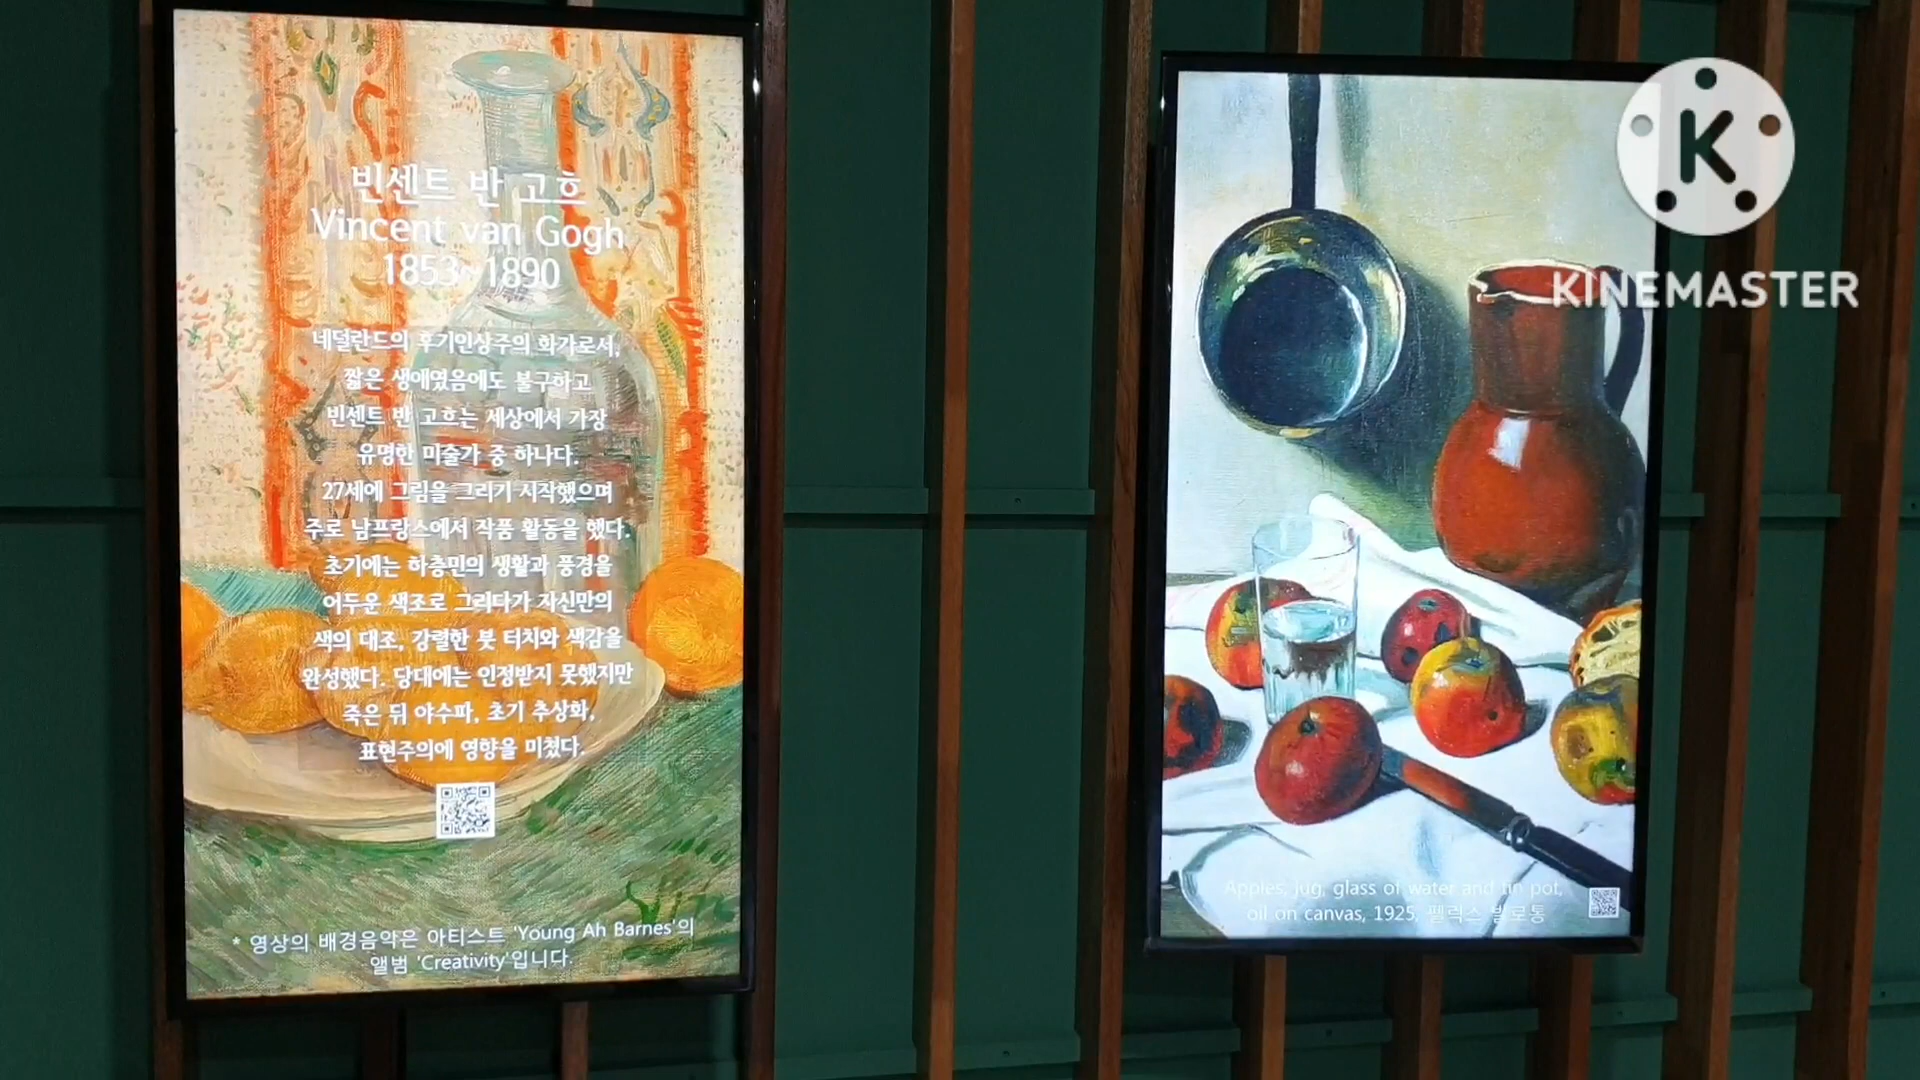 빈센트 반 고흐
Vincent van Gogh
1853~1890
네덜란드의 후기인상주의 화가로서,
짧은 생애였음에도 불구하고
빈센트 반 고흐는 세상에서 가장
유명한 미술가 중 하나다.
27세에 그림을 그리기 시작했으며
주로 남프랑스에서 작품 활동을 했다.
초기에는 하층민의 생활과 풍경을
어두운 색조로 그리다가 자신만의
색의 대조, 강렬한 붓 터치와 색감을
완성했다. 당대에는 인정받지 못했지만
죽은 뒤 야수파, 초기 추상화,
표현주의에 영향을 미쳤다.
* 영상의 배경음악은 아티스트 'Young Ah Barnes'의
앨범 'Creativity'입니다.
Apples, jug, glass of water and tin pot,
oil on canvas, 1925, 펠릭스 발로통
K
KINEMASTER